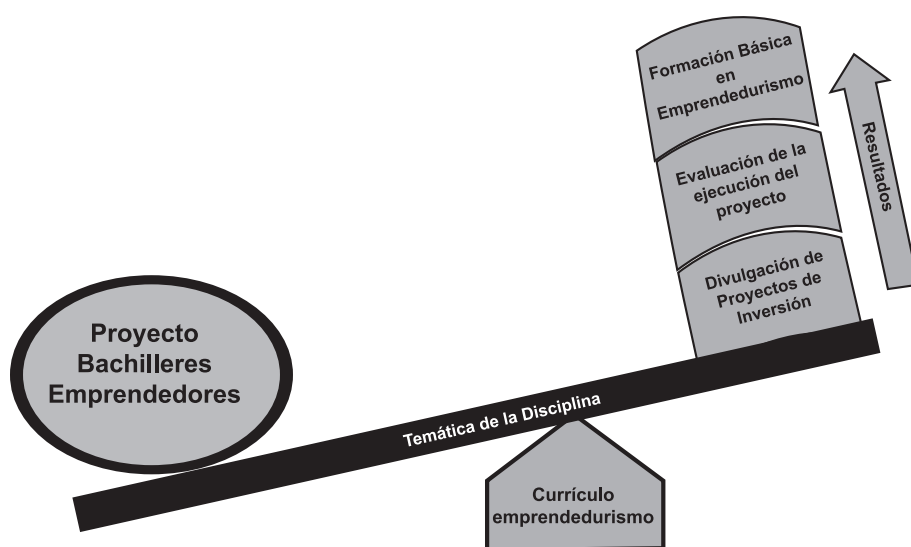 Formación Básica
en
Emprendedurismo
Evaluación de la
ejecución del
proyecto
Divulgación de
Proyectos de
Inversión
Resultados
Proyecto
Bachilleres
Emprendedores
Temática de la Disciplina
Currículo
emprendedurismo